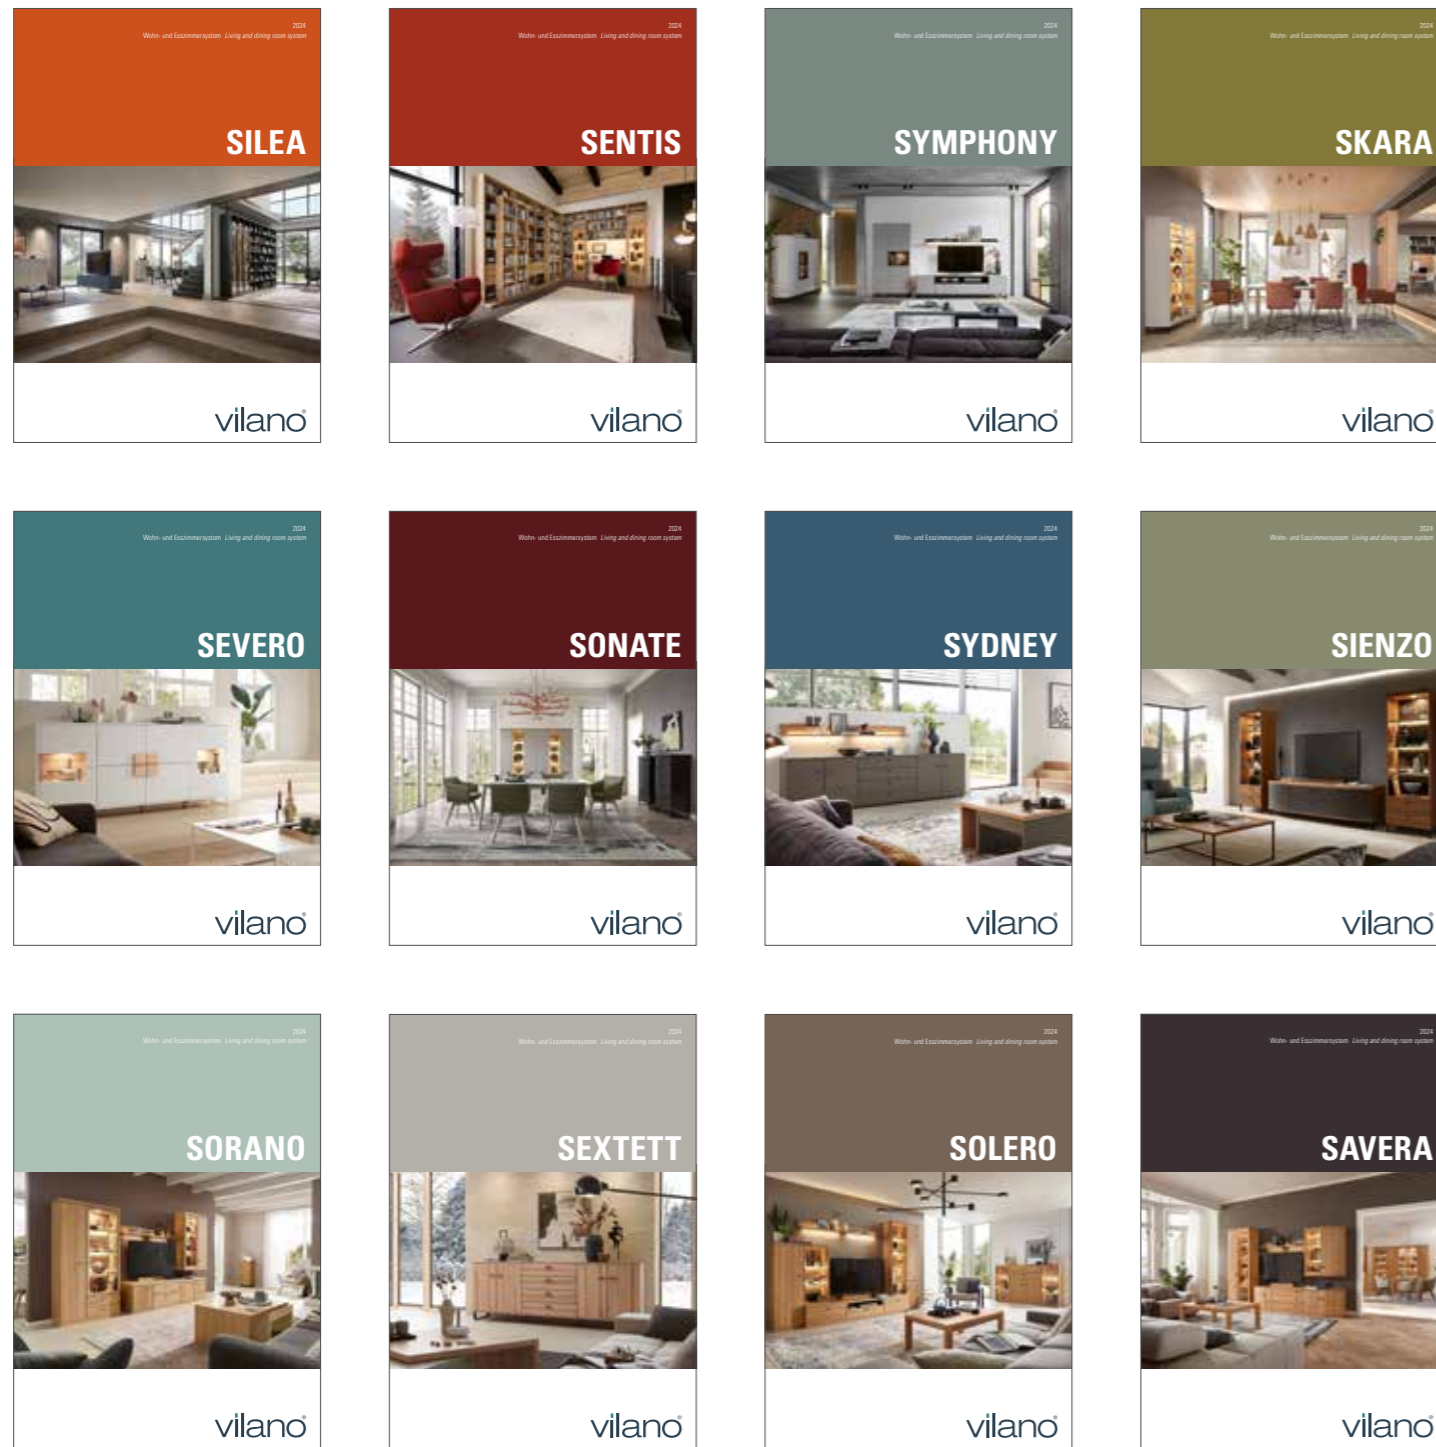 2024
Wohn- und Esszimmersystem Living and dining room system
SILEA
vilano®
2024
Wohn- und Esszimmersystem Living and dining room system
SENTIS
vilano®
2024
Wohn- und Esszimmersystem Living and dining room system
SYMPHONY
vilano®
2024
Wohn- und Esszimmersystem Living and dining room system
SKARA
vilano®
2024
Wohn- und Esszimmersystem Living and dining room system
SEVERO
vilano®
2024
Wohn- und Esszimmersystem Living and dining room system
SONATE
vilano®
2024
Wohn- und Esszimmersystem Living and dining room system
SYDNEY
vilano®
2024
Wohn- und Esszimmersystem Living and dining room system
SIENZO
vilano®
2024
Wohn- und Esszimmersystem Living and dining room system
SORANO
vilano®
2024
Wohn- und Esszimmersystem Living and dining room system
SEXTETT
vilano®
2024
Wohn- und Esszimmersystem Living and dining room system
SOLERO
vilano®
2024
Wohn- und Esszimmersystem Living and dining room system
SAVERA
vilano®